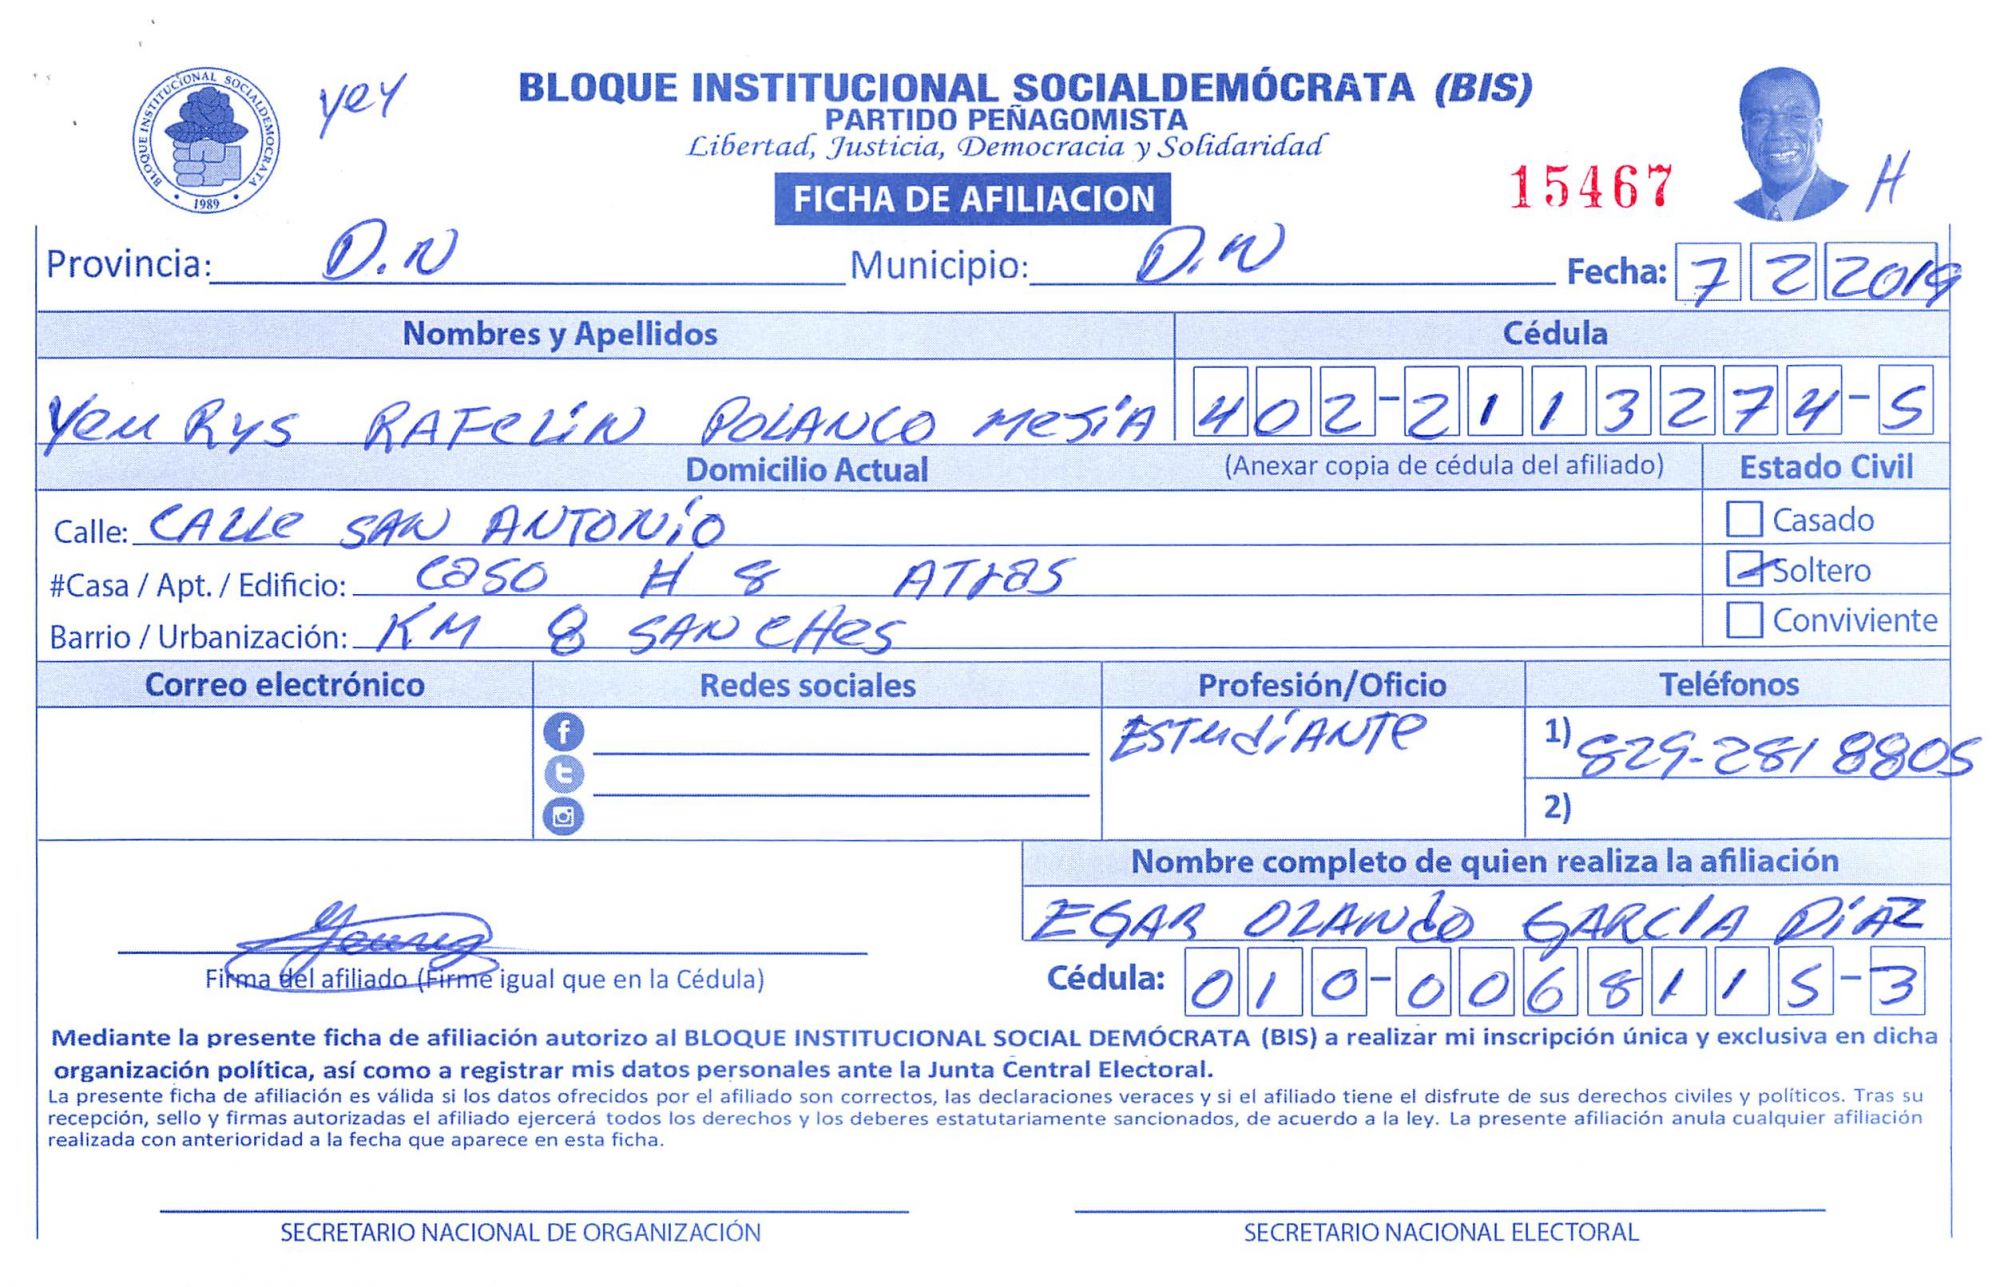 BLOQUE INSTITUCIONAL SOCIALDEMOCRATA
1989
yey
BLOQUE INSTITUCIONAL SOCIALDEMÓCRATA (BIS)
PARTIDO PEÑAGOMISTA
Libertad, Justicia, Democracia y Solidaridad
FICHA DE AFILIACION
15467
H
Provincia: D.N Municipio: D.N Fecha: 7 2 2019
Nombres y Apellidos Cédula
Yeu Rys RAFeLiN POLANCO MeJiA 402-2113274-5
Domicilio Actual (Anexar copia de cédula del afiliado) Estado Civil
Calle: CALLe SAN ANTONiO Casado
#Casa / Apt. / Edificio: CaSO # 8 ATras Soltero
Barrio / Urbanización: KM 8 SANCHeS Conviviente
Correo electrónico Redes sociales Profesión/Oficio Teléfonos
ESTudiANTe 1) 829-281 8805
2)
Nombre completo de quien realiza la afiliación
EGAR OLANdo GARCIA DiAZ
Firma del afiliado (Firme igual que en la Cédula) Cédula: 010-0068115-3
Mediante la presente ficha de afiliación autorizo al BLOQUE INSTITUCIONAL SOCIAL DEMÓCRATA (BIS) a realizar mi inscripción única y exclusiva en dicha
organización política, así como a registrar mis datos personales ante la Junta Central Electoral.
La presente ficha de afiliación es válida si los datos ofrecidos por el afiliado son correctos, las declaraciones veraces y si el afiliado tiene el disfrute de sus derechos civiles y políticos. Tras su
recepción, sello y firmas autorizadas el afiliado ejercerá todos los derechos y los deberes estatutariamente sancionados, de acuerdo a la ley. La presente afiliación anula cualquier afiliación
realizada con anterioridad a la fecha que aparece en esta ficha.
SECRETARIO NACIONAL DE ORGANIZACIÓN SECRETARIO NACIONAL ELECTORAL